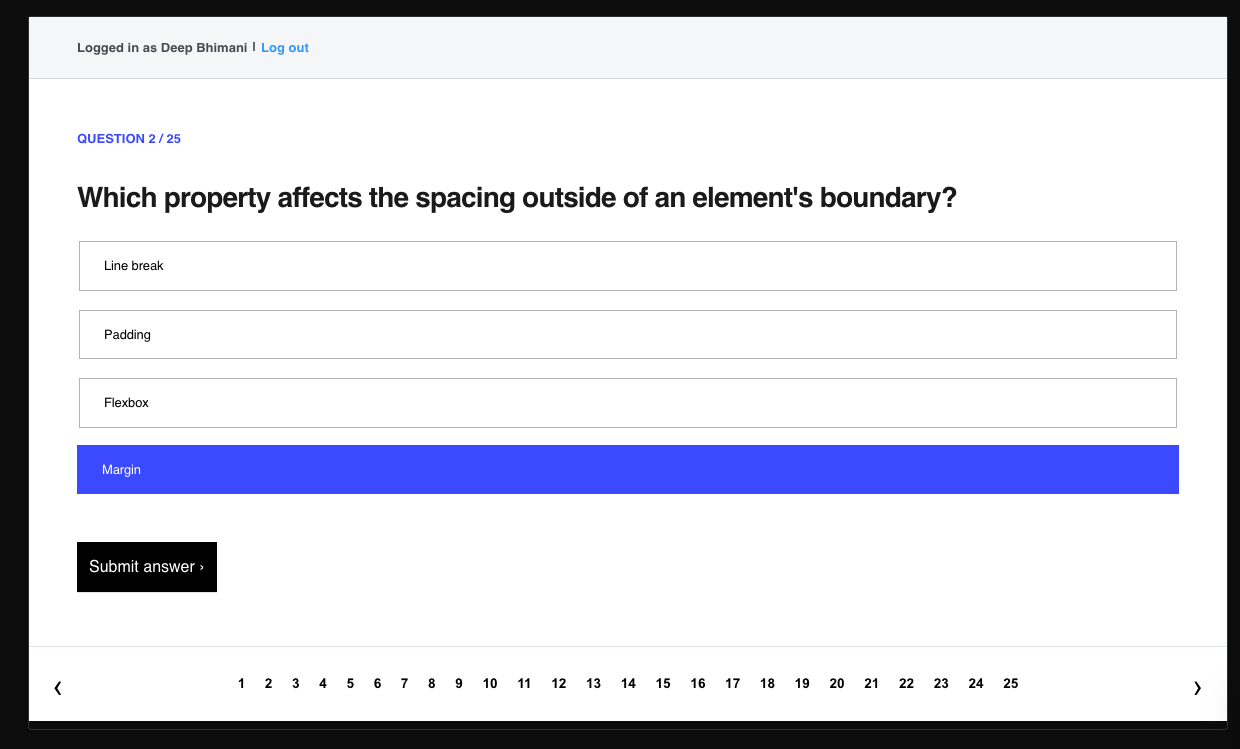 Logged in as Deep Bhimani | Log out
QUESTION 2 / 25
Which property affects the spacing outside of an element's boundary?
Line break
Padding
Flexbox
Margin
Submit answer ›
❮ 1 2 3 4 5 6 7 8 9 10 11 12 13 14 15 16 17 18 19 20 21 22 23 24 25 ❯